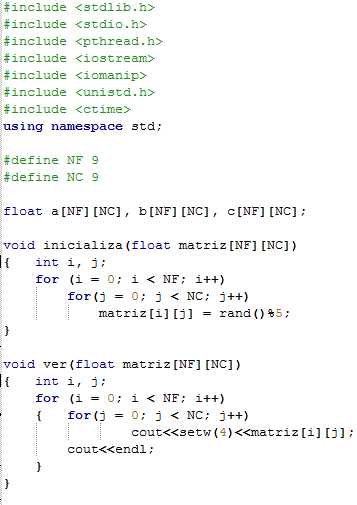 #include <stdlib.h>
#include <stdio.h>
#include <pthread.h>
#include <iostream>
#include <iomanip>
#include <unistd.h>
#include <ctime>
using namespace std;

#define NF 9
#define NC 9

float a[NF][NC], b[NF][NC], c[NF][NC];

void inicializa(float matriz[NF][NC])
{   int i, j;
    for (i = 0; i < NF; i++)
        for(j = 0; j < NC; j++)
            matriz[i][j] = rand()%5;
}

void ver(float matriz[NF][NC])
{   int i, j;
    for (i = 0; i < NF; i++)
    {   for(j = 0; j < NC; j++)
                cout<<setw(4)<<matriz[i][j];
        cout<<endl;
    }
}